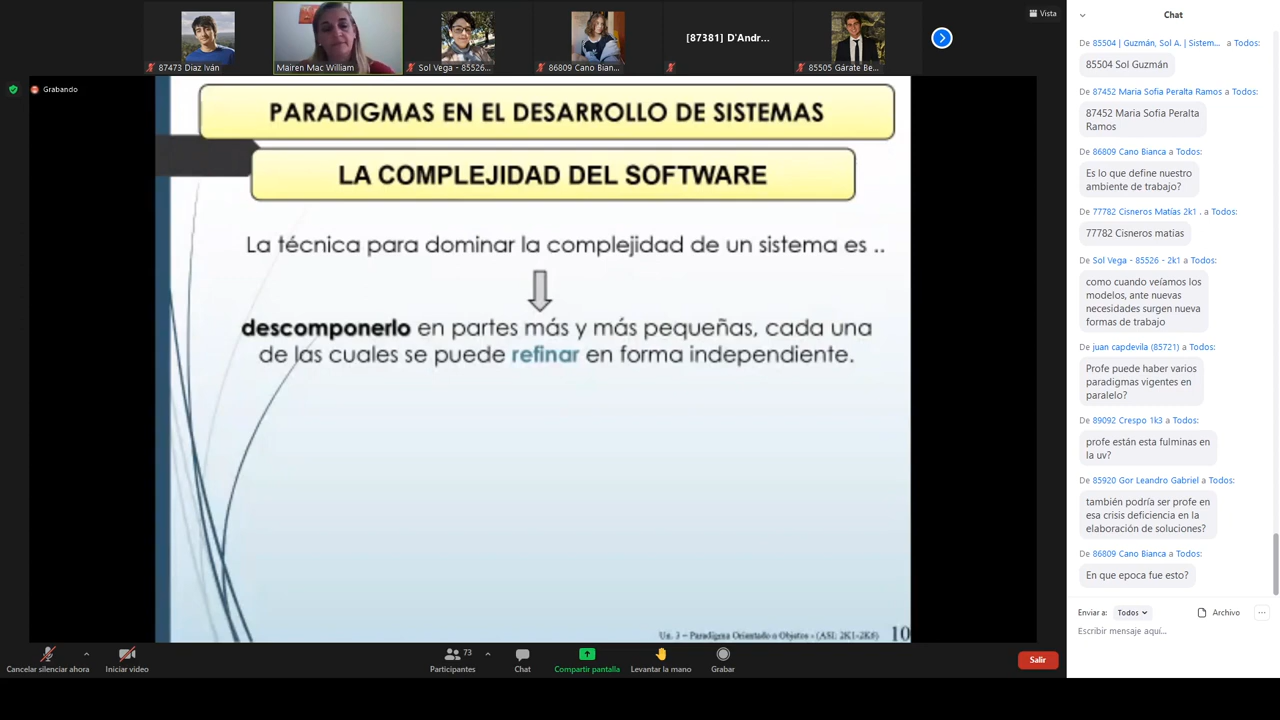 Vista
[87381] D'Andr...
87473 Diaz Iván
Mairen Mac William
Sol Vega - 85526...
86809 Cano Bian...
85505 Gárate Be...
Grabando
PARADIGMAS EN EL DESARROLLO DE SISTEMAS
LA COMPLEJIDAD DEL SOFTWARE
La técnica para dominar la complejidad de un sistema es ..
descomponerlo en partes más y más pequeñas, cada una
de las cuales se puede refinar en forma independiente.
Un. 3 – Paradigma Orientado a Objetos - (ASI: 2K1-2K6) 10
Cancelar silenciar ahora
Iniciar video
Participantes
73
Chat
Compartir pantalla
Levantar la mano
Grabar
Salir
Chat
De 85504 | Guzmán, Sol A. | Sistem... a Todos:
85504 Sol Guzmán
De 87452 Maria Sofia Peralta Ramos a Todos:
87452 Maria Sofia Peralta
Ramos
De 86809 Cano Bianca a Todos:
Es lo que define nuestro
ambiente de trabajo?
De 77782 Cisneros Matías 2k1 . a Todos:
77782 Cisneros matias
De Sol Vega - 85526 - 2k1 a Todos:
como cuando veíamos los
modelos, ante nuevas
necesidades surgen nueva
formas de trabajo
De juan capdevila (85721) a Todos:
Profe puede haber varios
paradigmas vigentes en
paralelo?
De 89092 Crespo 1k3 a Todos:
profe están esta fulminas en
la uv?
De 85920 Gor Leandro Gabriel a Todos:
también podría ser profe en
esa crisis deficiencia en la
elaboración de soluciones?
De 86809 Cano Bianca a Todos:
En que epoca fue esto?
Enviar a: Todos
Archivo
Escribir mensaje aquí...